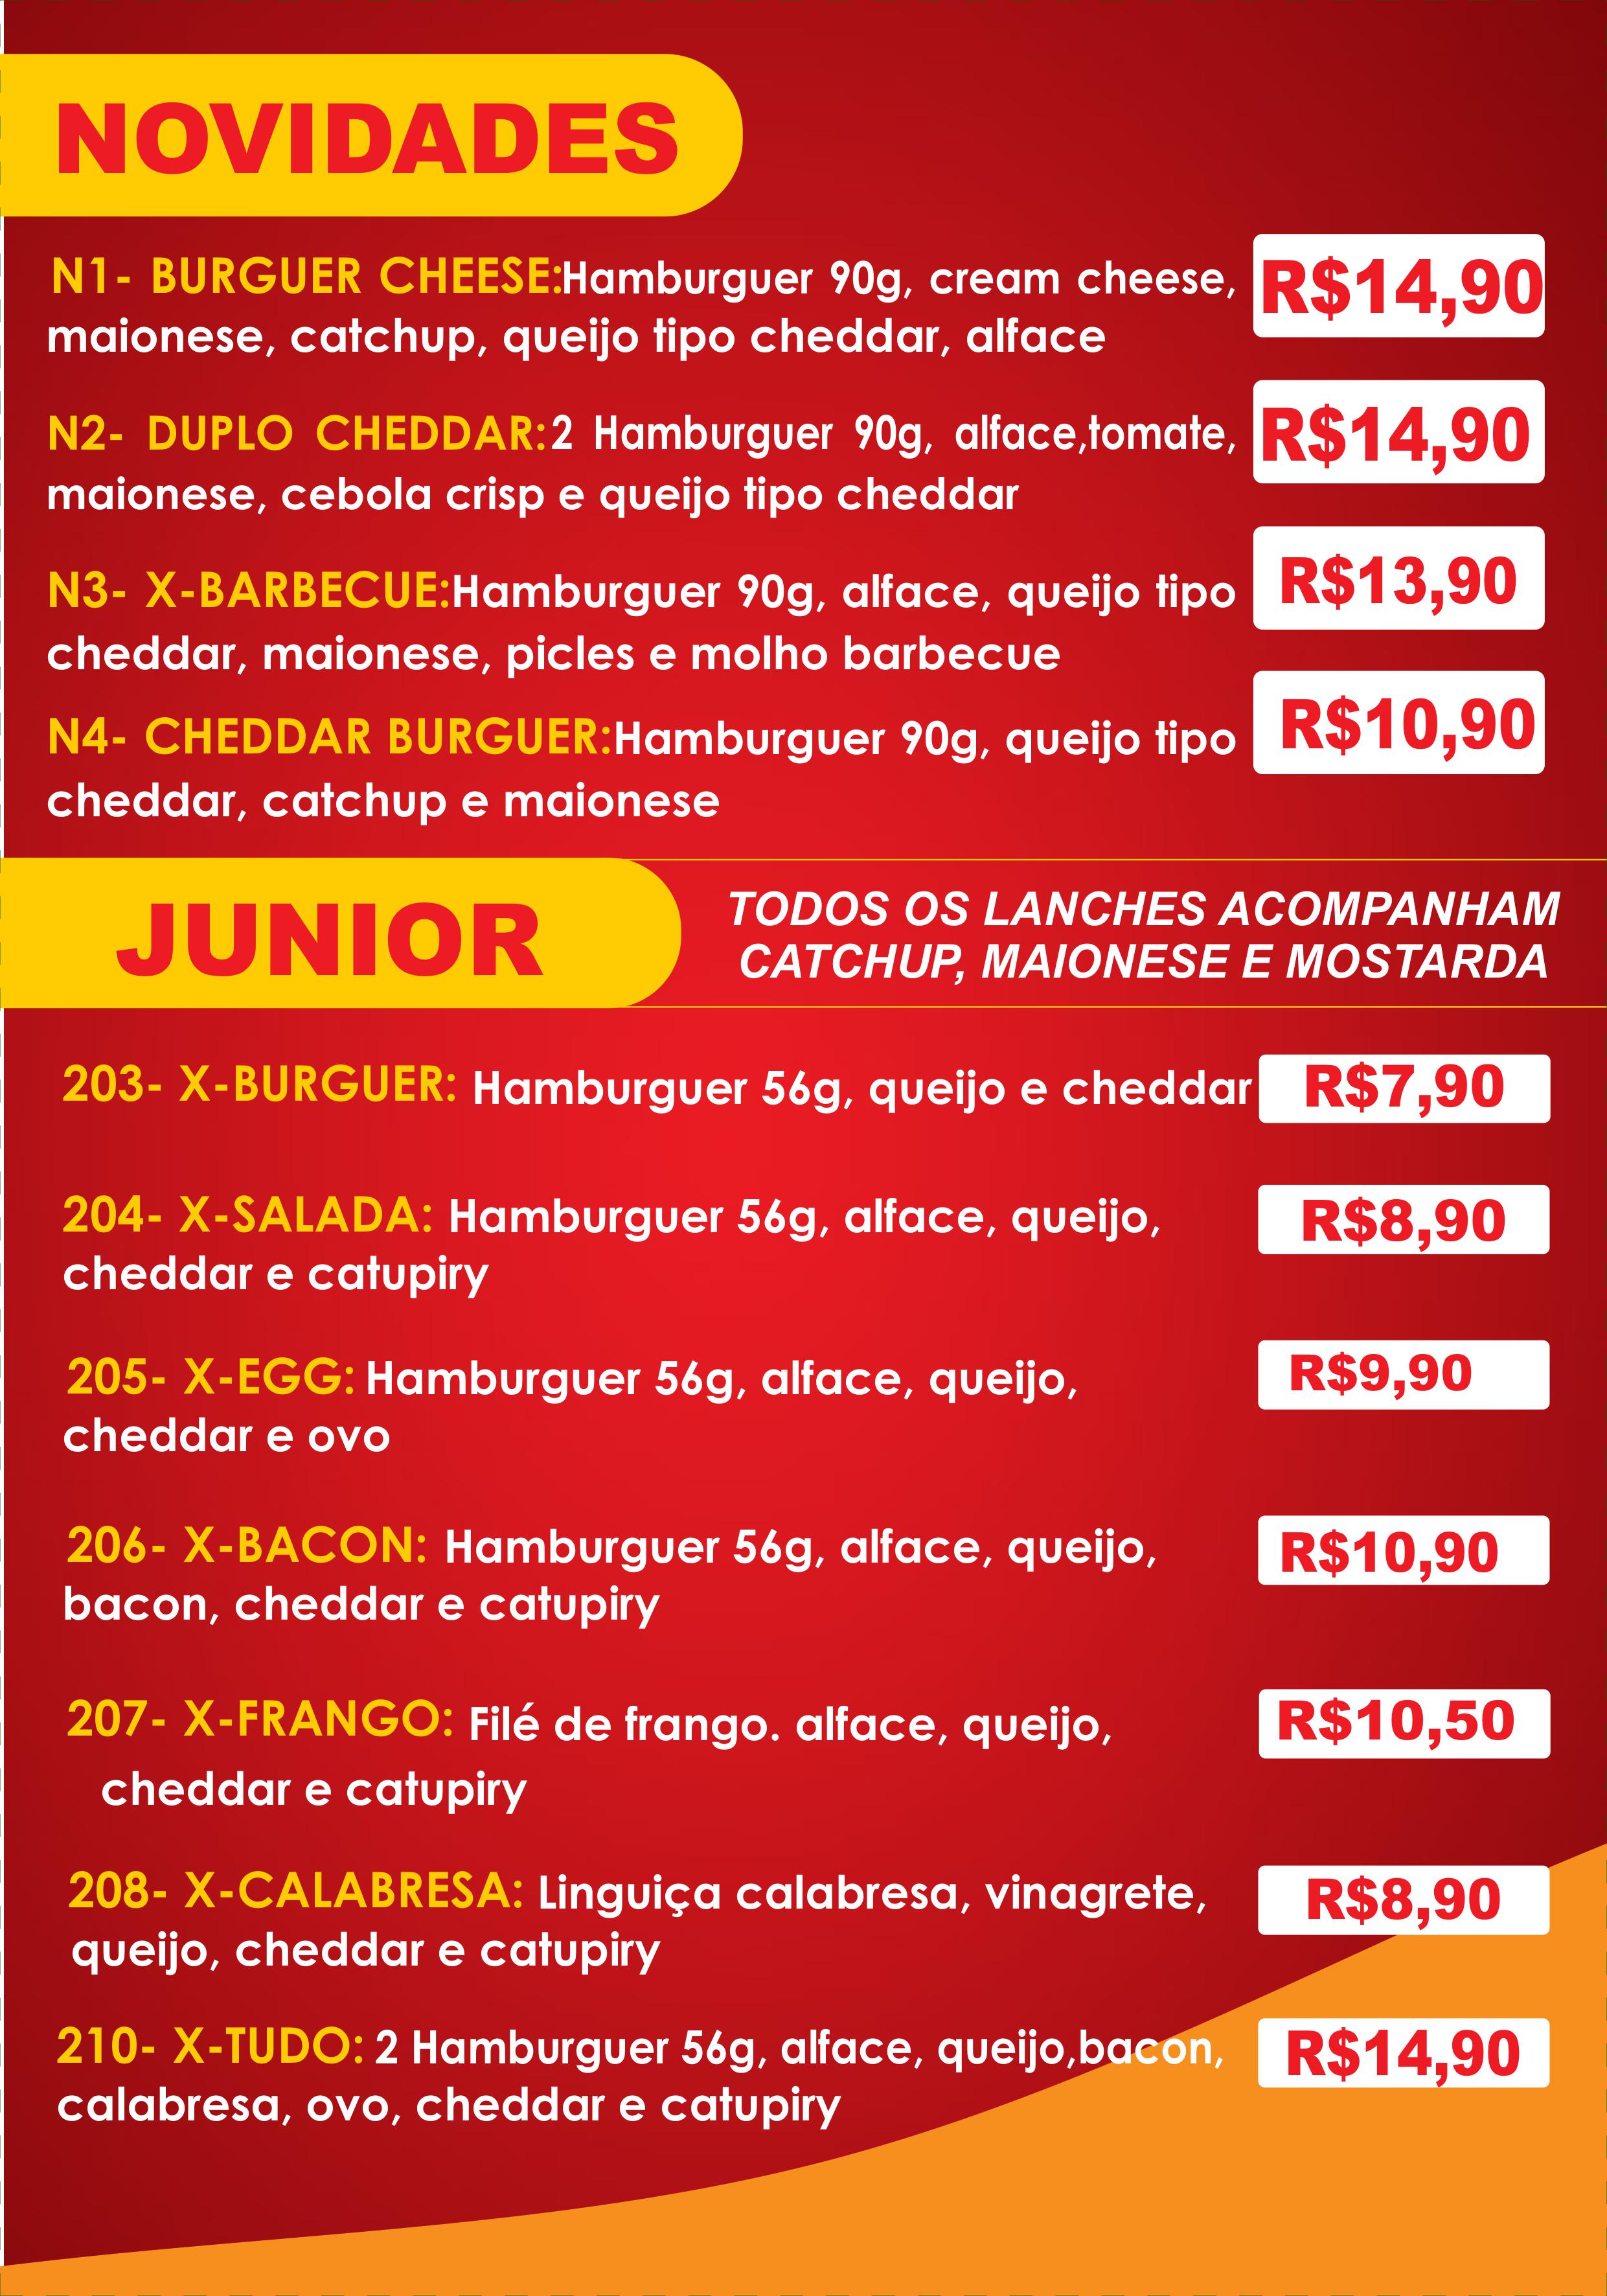 NOVIDADES
N1- BURGUER CHEESE:Hamburguer 90g, cream cheese, R$14,90
maionese, catchup, queijo tipo cheddar, alface
N2- DUPLO CHEDDAR:2 Hamburguer 90g, alface,tomate, R$14,90
maionese, cebola crisp e queijo tipo cheddar
N3- X-BARBECUE:Hamburguer 90g, alface, queijo tipo R$13,90
cheddar, maionese, picles e molho barbecue
N4- CHEDDAR BURGUER:Hamburguer 90g, queijo tipo R$10,90
cheddar, catchup e maionese
JUNIOR
TODOS OS LANCHES ACOMPANHAM
CATCHUP, MAIONESE E MOSTARDA
203- X-BURGUER: Hamburguer 56g, queijo e cheddar R$7,90
204- X-SALADA: Hamburguer 56g, alface, queijo, R$8,90
cheddar e catupiry
205- X-EGG: Hamburguer 56g, alface, queijo, R$9,90
cheddar e ovo
206- X-BACON: Hamburguer 56g, alface, queijo, R$10,90
bacon, cheddar e catupiry
207- X-FRANGO: Filé de frango. alface, queijo, R$10,50
cheddar e catupiry
208- X-CALABRESA: Linguiça calabresa, vinagrete, R$8,90
queijo, cheddar e catupiry
210- X-TUDO: 2 Hamburguer 56g, alface, queijo,bacon, R$14,90
calabresa, ovo, cheddar e catupiry